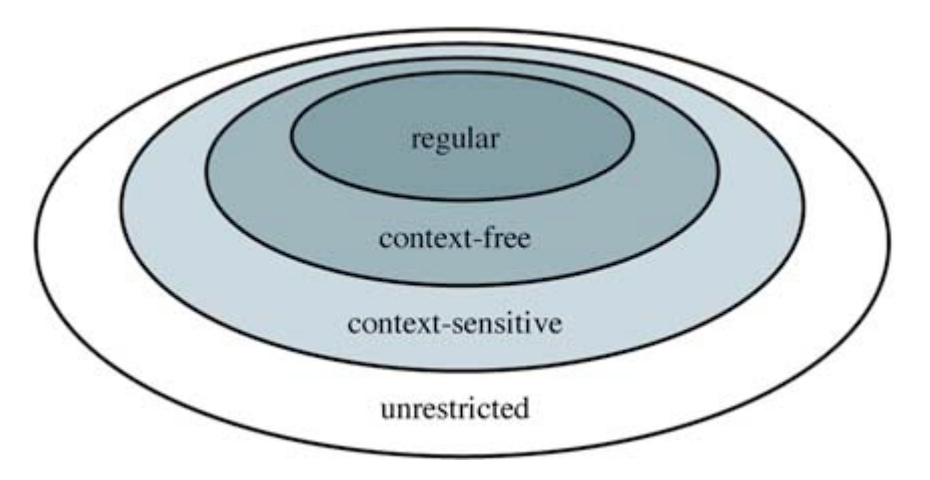 regular
context-free
context-sensitive
unrestricted